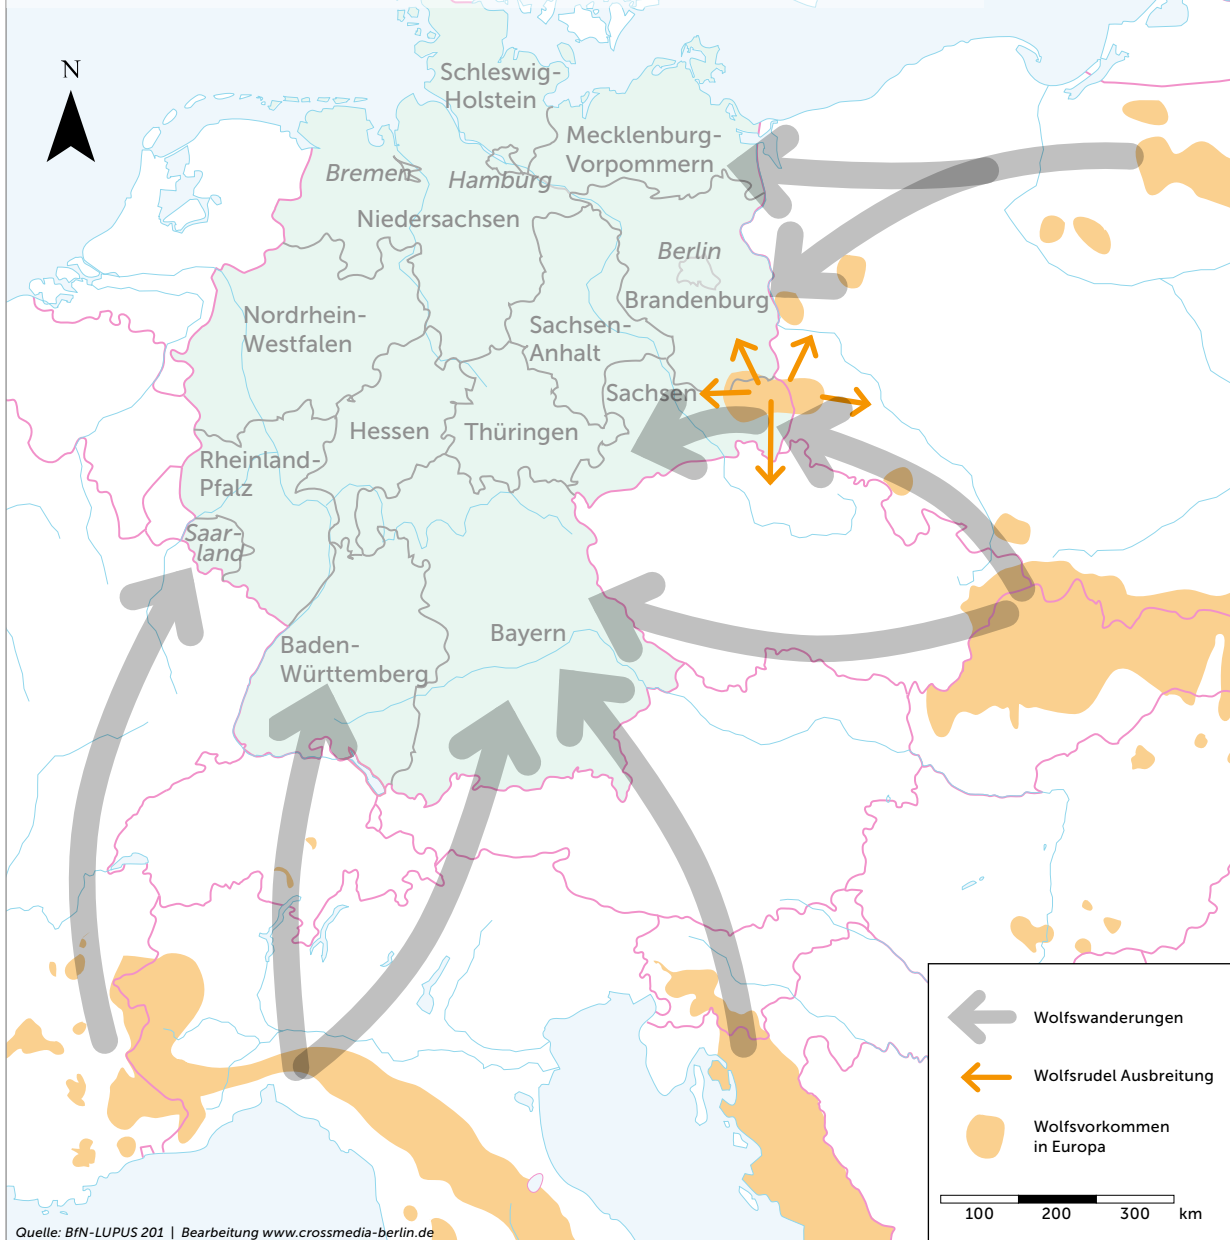 N
Schleswig-
Holstein
Mecklenburg-
Vorpommern
Bremen
Hamburg
Niedersachsen
Berlin
Brandenburg
Nordrhein-
Westfalen
Sachsen-
Anhalt
Sachsen
Hessen
Thüringen
Rheinland-
Pfalz
Saar-
land
Bayern
Baden-
Württemberg
Wolfswanderungen
Wolfsrudel Ausbreitung
Wolfsvorkommen
in Europa
100 200 300 km
Quelle: BfN-LUPUS 201 | Bearbeitung www.crossmedia-berlin.de